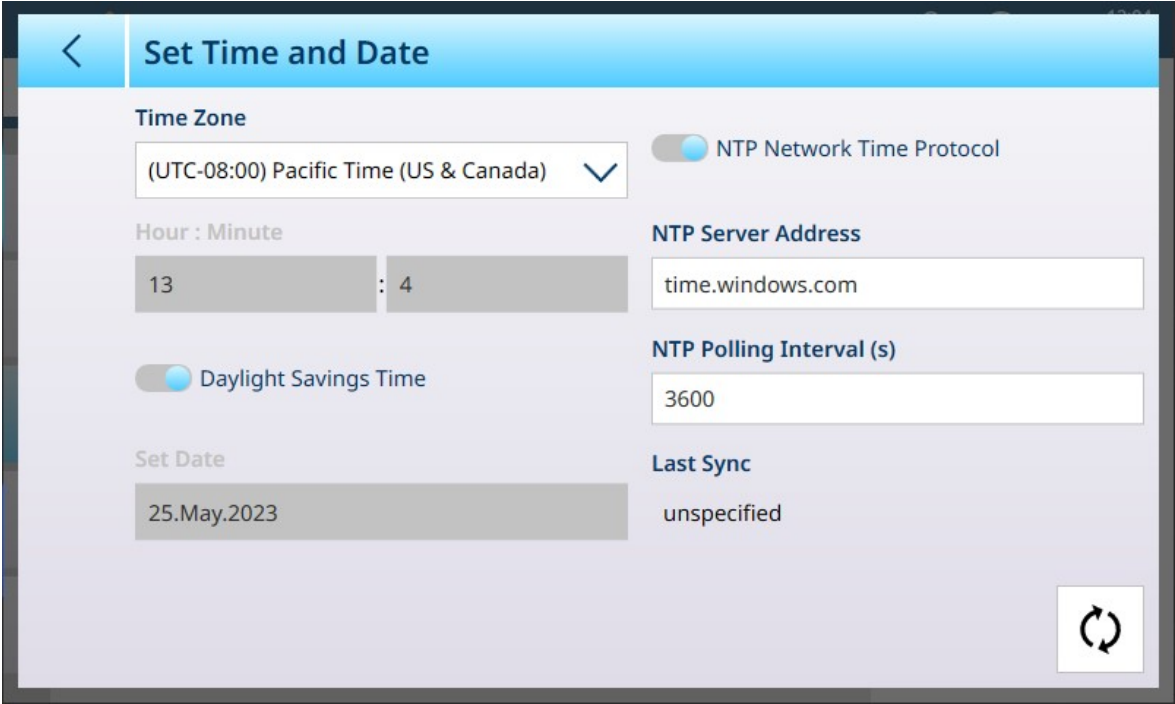 Set Time and Date
Time Zone
(UTC-08:00) Pacific Time (US & Canada)
NTP Network Time Protocol
Hour : Minute
13 : 4
NTP Server Address
time.windows.com
Daylight Savings Time
NTP Polling Interval (s)
3600
Set Date
25.May.2023
Last Sync
unspecified